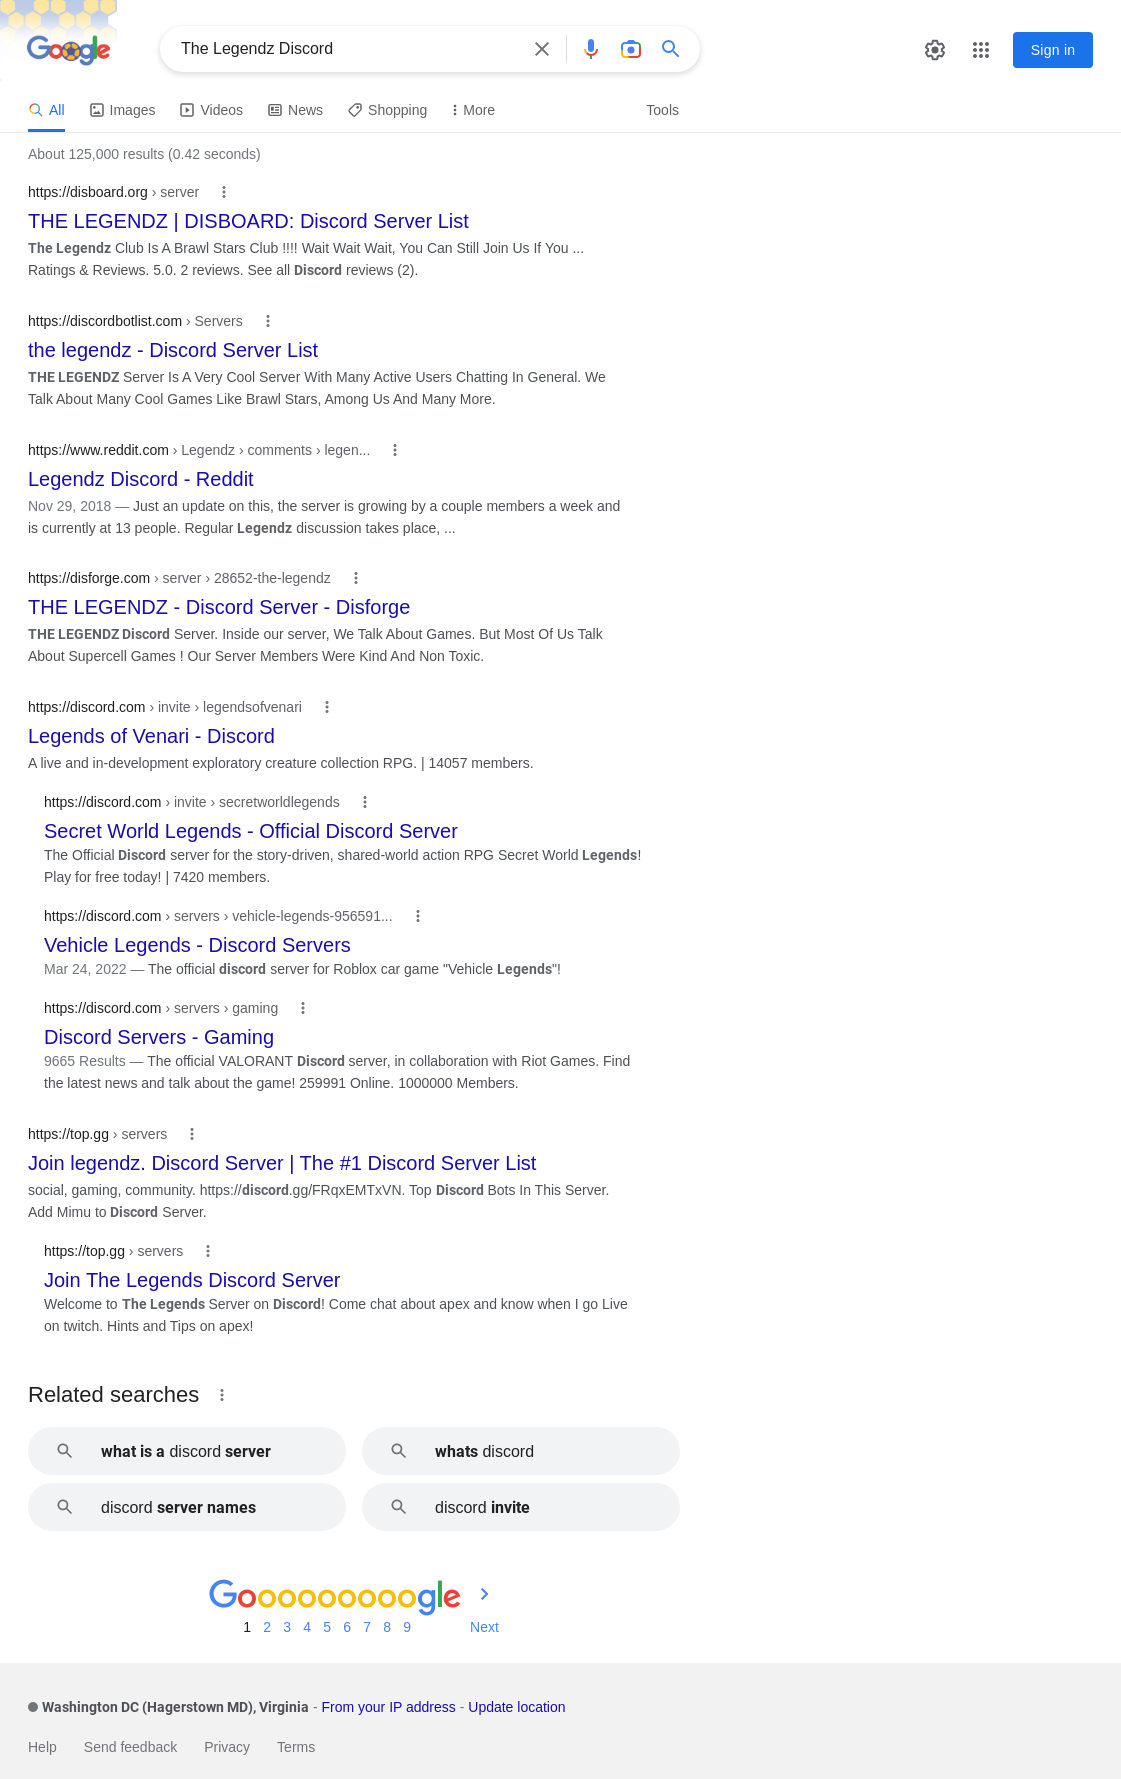 Google
The Legendz Discord
Sign in
All Images Videos News Shopping More Tools
About 125,000 results (0.42 seconds)
https://disboard.org › server
THE LEGENDZ | DISBOARD: Discord Server List
The Legendz Club Is A Brawl Stars Club !!!! Wait Wait Wait, You Can Still Join Us If You ...
Ratings & Reviews. 5.0. 2 reviews. See all Discord reviews (2).
https://discordbotlist.com › Servers
the legendz - Discord Server List
THE LEGENDZ Server Is A Very Cool Server With Many Active Users Chatting In General. We
Talk About Many Cool Games Like Brawl Stars, Among Us And Many More.
https://www.reddit.com › Legendz › comments › legen...
Legendz Discord - Reddit
Nov 29, 2018 — Just an update on this, the server is growing by a couple members a week and
is currently at 13 people. Regular Legendz discussion takes place, ...
https://disforge.com › server › 28652-the-legendz
THE LEGENDZ - Discord Server - Disforge
THE LEGENDZ Discord Server. Inside our server, We Talk About Games. But Most Of Us Talk
About Supercell Games ! Our Server Members Were Kind And Non Toxic.
https://discord.com › invite › legendsofvenari
Legends of Venari - Discord
A live and in-development exploratory creature collection RPG. | 14057 members.
https://discord.com › invite › secretworldlegends
Secret World Legends - Official Discord Server
The Official Discord server for the story-driven, shared-world action RPG Secret World Legends!
Play for free today! | 7420 members.
https://discord.com › servers › vehicle-legends-956591...
Vehicle Legends - Discord Servers
Mar 24, 2022 — The official discord server for Roblox car game "Vehicle Legends"!
https://discord.com › servers › gaming
Discord Servers - Gaming
9665 Results — The official VALORANT Discord server, in collaboration with Riot Games. Find
the latest news and talk about the game! 259991 Online. 1000000 Members.
https://top.gg › servers
Join legendz. Discord Server | The #1 Discord Server List
social, gaming, community. https://discord.gg/FRqxEMTxVN. Top Discord Bots In This Server.
Add Mimu to Discord Server.
https://top.gg › servers
Join The Legends Discord Server
Welcome to The Legends Server on Discord! Come chat about apex and know when I go Live
on twitch. Hints and Tips on apex!
Related searches
what is a discord server
whats discord
discord server names
discord invite
Goooooooooogle
1 2 3 4 5 6 7 8 9 Next
Washington DC (Hagerstown MD), Virginia - From your IP address - Update location
Help Send feedback Privacy Terms